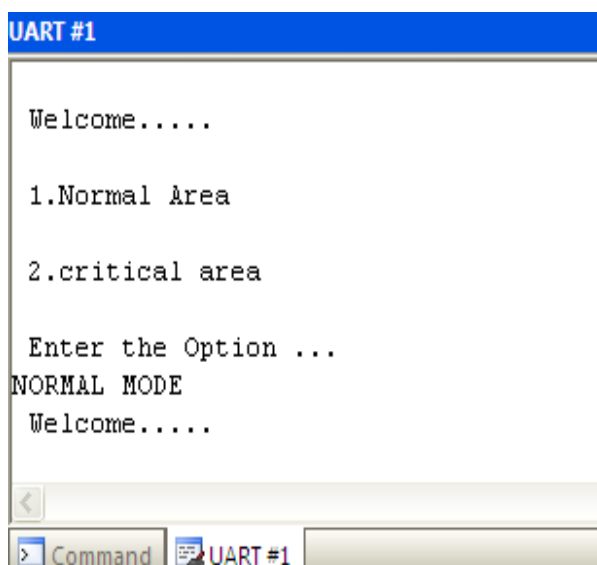 UART #1
Welcome.....
1.Normal Area
2.critical area
Enter the Option ...
NORMAL MODE
Welcome.....
Command UART #1